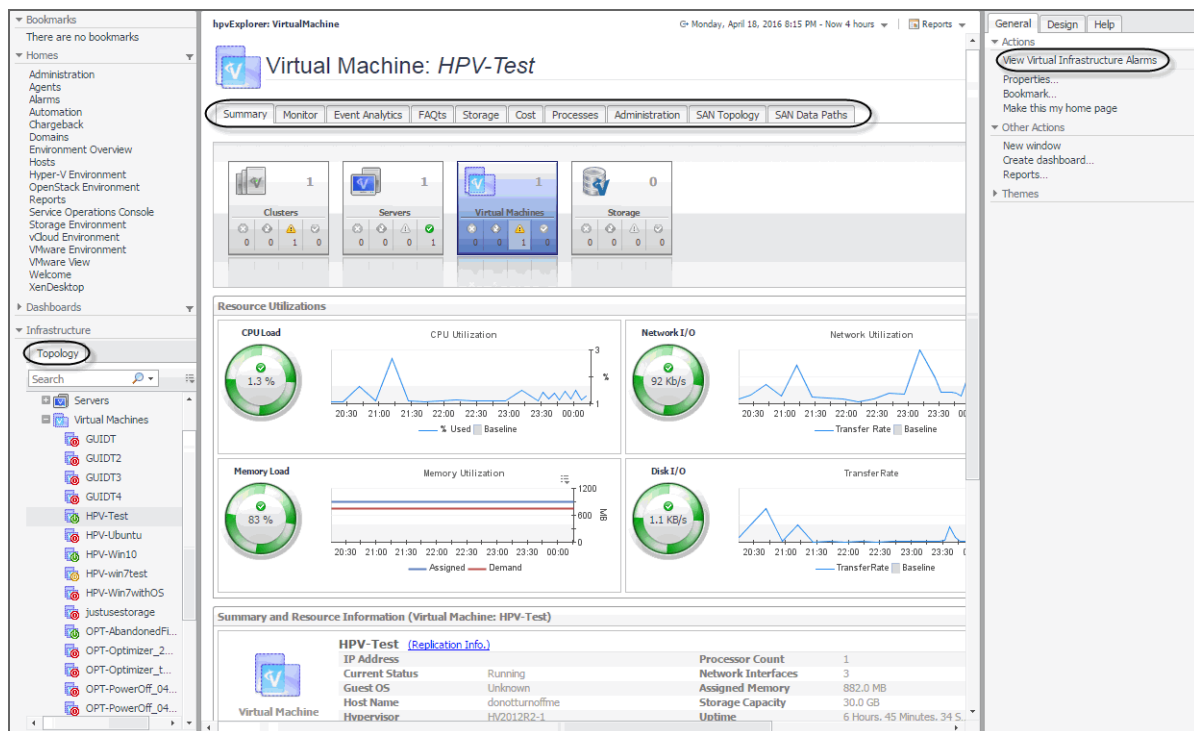 Bookmarks
There are no bookmarks
Homes
Administration
Agents
Alarms
Automation
Chargeback
Domains
Environment Overview
Hosts
Hyper-V Environment
OpenStack Environment
Reports
Service Operations Console
Storage Environment
vCloud Environment
VMware Environment
VMware View
Welcome
XenDesktop
Dashboards
Infrastructure
Topology
Search
Servers
Virtual Machines
GUIDT
GUIDT2
GUIDT3
GUIDT4
HPV-Test
HPV-Ubuntu
HPV-Win10
HPV-win7test
HPV-Win7withOS
justusestorage
OPT-AbandonedFi...
OPT-Optimizer_2...
OPT-Optimizer_t...
OPT-PowerOff_04...
OPT-PowerOff_04...
hpvExplorer: VirtualMachine
Monday, April 18, 2016 8:15 PM - Now 4 hours
Reports
Virtual Machine: HPV-Test
Summary Monitor Event Analytics FAQts Storage Cost Processes Administration SAN Topology SAN Data Paths
1 1 1 0
Clusters Servers Virtual Machines Storage
0 0 1 0 0 0 0 1 0 0 1 0 0 0 0 0
Resource Utilizations
CPU Load
1.3 %
CPU Utilization
3
%
1
20:30 21:00 21:30 22:00 22:30 23:00 23:30 00:00
% Used Baseline
Network I/O
92 Kb/s
Network Utilization
20:30 21:00 21:30 22:00 22:30 23:00 23:30
Transfer Rate Baseline
Memory Load
83 %
Memory Utilization
1200
600
0
MB
20:30 21:00 21:30 22:00 22:30 23:00 23:30 00:00
Assigned Demand
Disk I/O
1.1 KB/s
Transfer Rate
20:30 21:00 21:30 22:00 22:30 23:00 23:30
Transfer Rate Baseline
Summary and Resource Information (Virtual Machine: HPV-Test)
Virtual Machine
HPV-Test (Replication Info.)
IP Address
Current Status Running
Guest OS Unknown
Host Name donotturnoffme
Hypervisor HV2012R2-1
Processor Count 1
Network Interfaces 3
Assigned Memory 882.0 MB
Storage Capacity 30.0 GB
Uptime 6 Hours, 45 Minutes, 34 S
General Design Help
Actions
View Virtual Infrastructure Alarms
Properties...
Bookmark...
Make this my home page
Other Actions
New window
Create dashboard...
Reports...
Themes